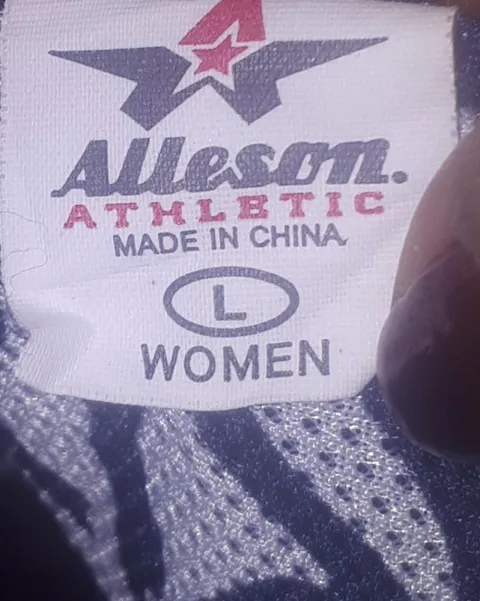 Alleson.
ATHLETIC
MADE IN CHINA
L
WOMEN